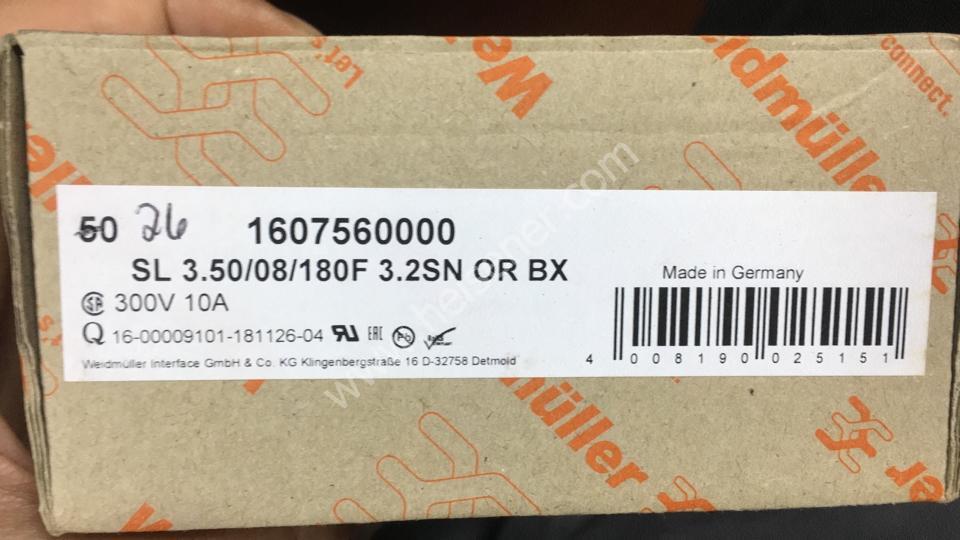 Let's
Weidmüller
connect.
50 26 1607560000
SL 3.50/08/180F 3.2SN OR BX
300V 10A
Made in Germany
Q 16-00009101-181126-04
Weidmüller Interface GmbH & Co. KG Klingenbergstraße 16 D-32758 Detmold
4 008190 025151
müller